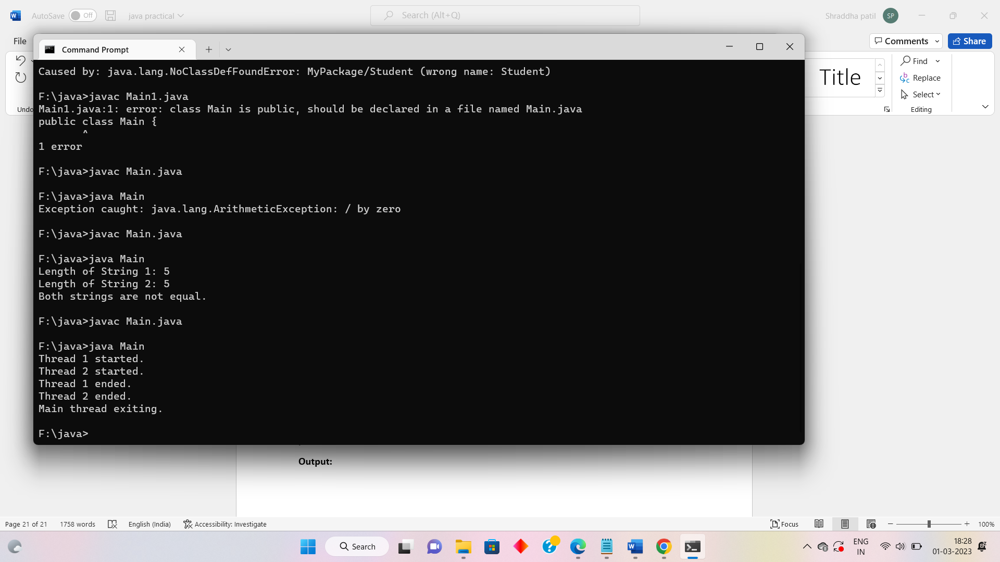 AutoSave Off java practical Search (Alt+Q) Shraddha patil SP
File Comments Share
Command Prompt
Caused by: java.lang.NoClassDefFoundError: MyPackage/Student (wrong name: Student)
F:\java>javac Main1.java
Main1.java:1: error: class Main is public, should be declared in a file named Main.java
public class Main {
^
1 error
F:\java>javac Main.java
F:\java>java Main
Exception caught: java.lang.ArithmeticException: / by zero
F:\java>javac Main.java
F:\java>java Main
Length of String 1: 5
Length of String 2: 5
Both strings are not equal.
F:\java>javac Main.java
F:\java>java Main
Thread 1 started.
Thread 2 started.
Thread 1 ended.
Thread 2 ended.
Main thread exiting.
F:\java>
Undo
Title
Find
Replace
Select
Editing
Output:
Page 21 of 21 1758 words English (India) Accessibility: Investigate Focus 100%
Search
ENG
IN
18:28
01-03-2023